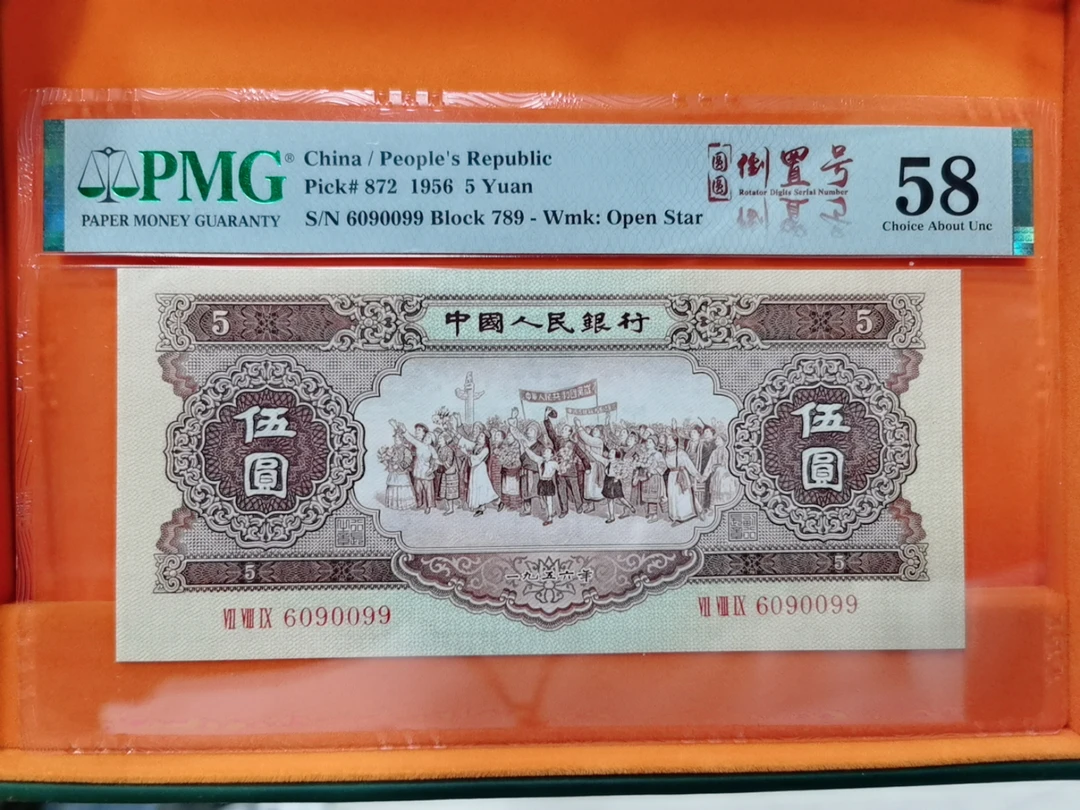 PMG®
PAPER MONEY GUARANTY
China / People's Republic
Pick# 872 1956 5 Yuan
S/N 6090099 Block 789 - Wmk: Open Star
圆圆
倒置号
Rotator Digits Serial Number
58
Choice About Unc
5
中國人民銀行
5
伍圓
伍圓
5
一九五六年
5
Ⅶ Ⅷ Ⅸ 6090099
Ⅶ Ⅷ Ⅸ 6090099